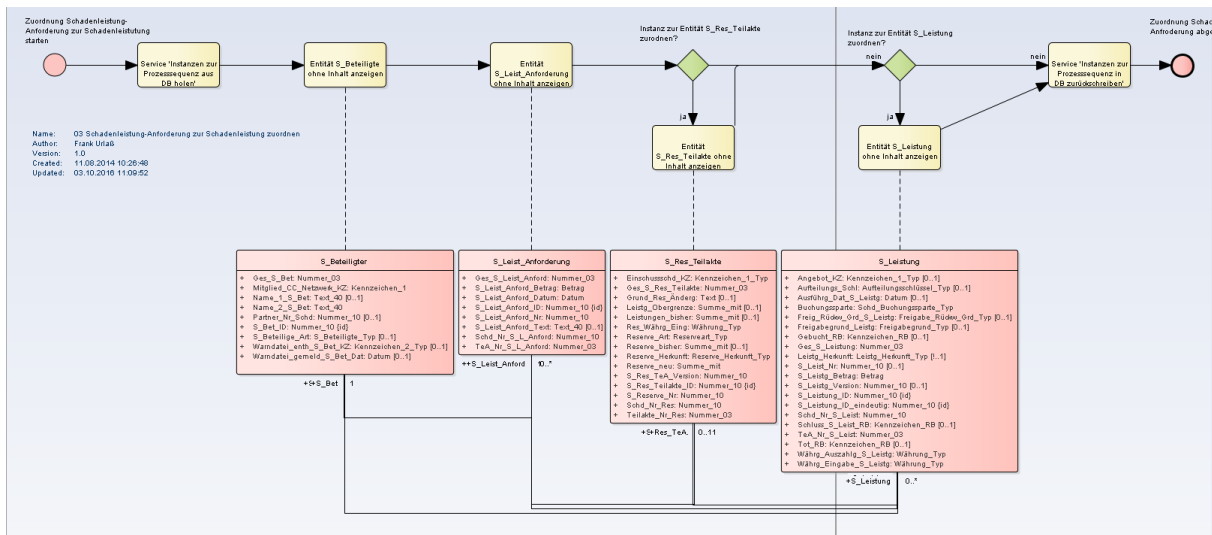 Zuordnung Schadenleistung-
Anforderung zur Schadenleistutung
starten
Service 'Instanzen zur
Prozesssequenz aus
DB holen'
Entität S_Beteiligte
ohne Inhalt anzeigen
Entität
S_Leist_Anforderung
ohne Inhalt anzeigen
Instanz zur Entität S_Res_Teilakte
zurodnen?
ja
Entität
S_Res_Teilakte ohne
Inhalt anzeigen
Instanz zur Entität S_Leistung
zuordnen?
nein
ja
Entität S_Leistung
ohne Inhalt anzeigen
nein
Service 'Instanzen zur
Prozesssequenz in
DB zurückschreiben'
Zuordnung Schad
Anfroderung abge
Name: 03 Schadenleistung-Anforderung zur Schadenleistung zuordnen
Author: Frank Urlaß
Version: 1.0
Created: 11.08.2014 10:26:48
Updated: 03.10.2016 11:09:52
S_Beteiligter
+ Ges_S_Bet: Nummer_03
+ Mitglied_CC_Netzwerk_KZ: Kennzeichen_1
+ Name_1_S_Bet: Text_40 [0..1]
+ Name_2_S_Bet: Text_40
+ Partner_Nr_Schd: Nummer_10 [0..1]
+ S_Bet_ID: Nummer_10 {id}
+ S_Beteilige_Art: S_Beteiligte_Typ [0..1]
+ Warndatei_enth_S_Bet_KZ: Kennzeichen_2_Typ [0..1]
+ Warndatei_gemeld_S_Bet_Dat: Datum [0..1]
S_Leist_Anforderung
+ Ges_S_Leist_Anford: Nummer_03
+ S_Leist_Anford_Betrag: Betrag
+ S_Leist_Anford_Datum: Datum
+ S_Leist_Anford_ID: Nummer_10 {id}
+ S_Leist_Anford_Nr: Nummer_10
+ S_Leist_Anford_Text: Text_40 [0..1]
+ Schd_Nr_S_L_Anford: Nummer_10
+ TeA_Nr_S_L_Anford: Nummer_03
S_Res_Teilakte
+ Einschussschd_KZ: Kennzeichen_1_Typ
+ Ges_S_Res_Teilakte: Nummer_03
+ Grund_Res_Änderg: Text [0..1]
+ Leistg_Obergrenze: Summe_mit
+ Leistungen_bisher: Summe_mit [0..1]
+ Res_Währg_Eing: Währung_Typ
+ Reserve_Art: Reserveart_Typ
+ Reserve_bisher: Summe_mit [0..1]
+ Reserve_Herkunft: Reserve_Herkunft_Typ
+ Reserve_neu: Summe_mit
+ S_Res_TeA_Version: Nummer_10
+ S_Res_Teilakte_ID: Nummer_10 {id}
+ S_Reserve_Nr: Nummer_10
+ Schd_Nr_Res: Nummer_10
+ Teilakte_Nr_Res: Nummer_03
S_Leistung
+ Angebot_KZ: Kennzeichen_1_Typ [0..1]
+ Aufteilungs_Schl: Aufteilungsschlüssel_Typ [0..1]
+ Ausführg_Dat_S_Leistg: Datum [0..1]
+ Buchungssparte: Schd_Buchungssparte_Typ
+ Freig_Rückw_Grd_S_Leistg: Freigabe_Rückw_Grd_Typ [0..1]
+ Freigabegrund_Leistg: Freigabegrund_Typ [0..1]
+ Gebucht_RB: Kennzeichen_RB [0..1]
+ Ges_S_Leistung: Nummer_03
+ Leistg_Herkunft: Leistg_Herkunft_Typ [!..1]
+ S_Leist_Nr: Nummer_10 [0..1]
+ S_Leistg_Betrag: Betrag
+ S_Leistg_Version: Nummer_10 [0..1]
+ S_Leistung_ID: Nummer_10 {id}
+ S_Leistung_ID_eindeutig: Nummer_10 {id}
+ Schd_Nr_S_Leist: Nummer_10
+ Schluss_S_Leist_RB: Kennzeichen_RB [0..1]
+ TeA_Nr_S_Leist: Nummer_03
+ Tot_RB: Kennzeichen_RB [0..1]
+ Währg_Auszahlg_S_Leistg: Währung_Typ
+ Währg_Eingabe_S_Leistg: Währung_Typ
+S_Bet 1
++S_Leist_Anford
0..11
+S_Leistung 0..*